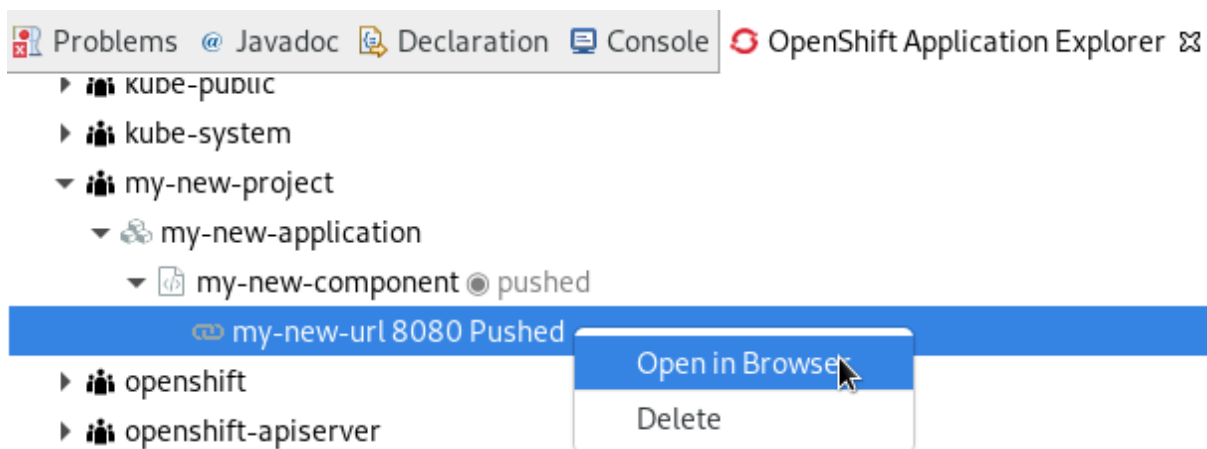 Problems @ Javadoc Declaration Console OpenShift Application Explorer
kube-public
kube-system
my-new-project
my-new-application
my-new-component pushed
my-new-url 8080 Pushed
Open in Browser
openshift
Delete
openshift-apiserver